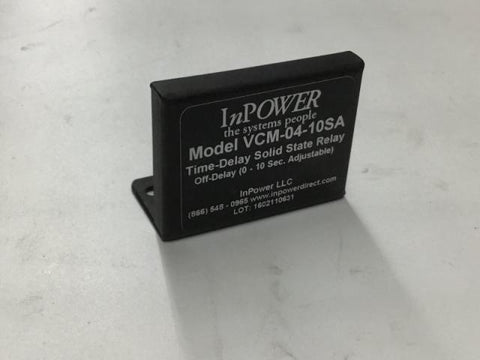 InPOWER
the systems people
Model VCM-04-10SA
Time-Delay Solid State Relay
Off-Delay (0 - 10 Sec. Adjustable)
InPower LLC
(866) 548 - 0965 www.inpowerdirect.com
LOT: 1602110631